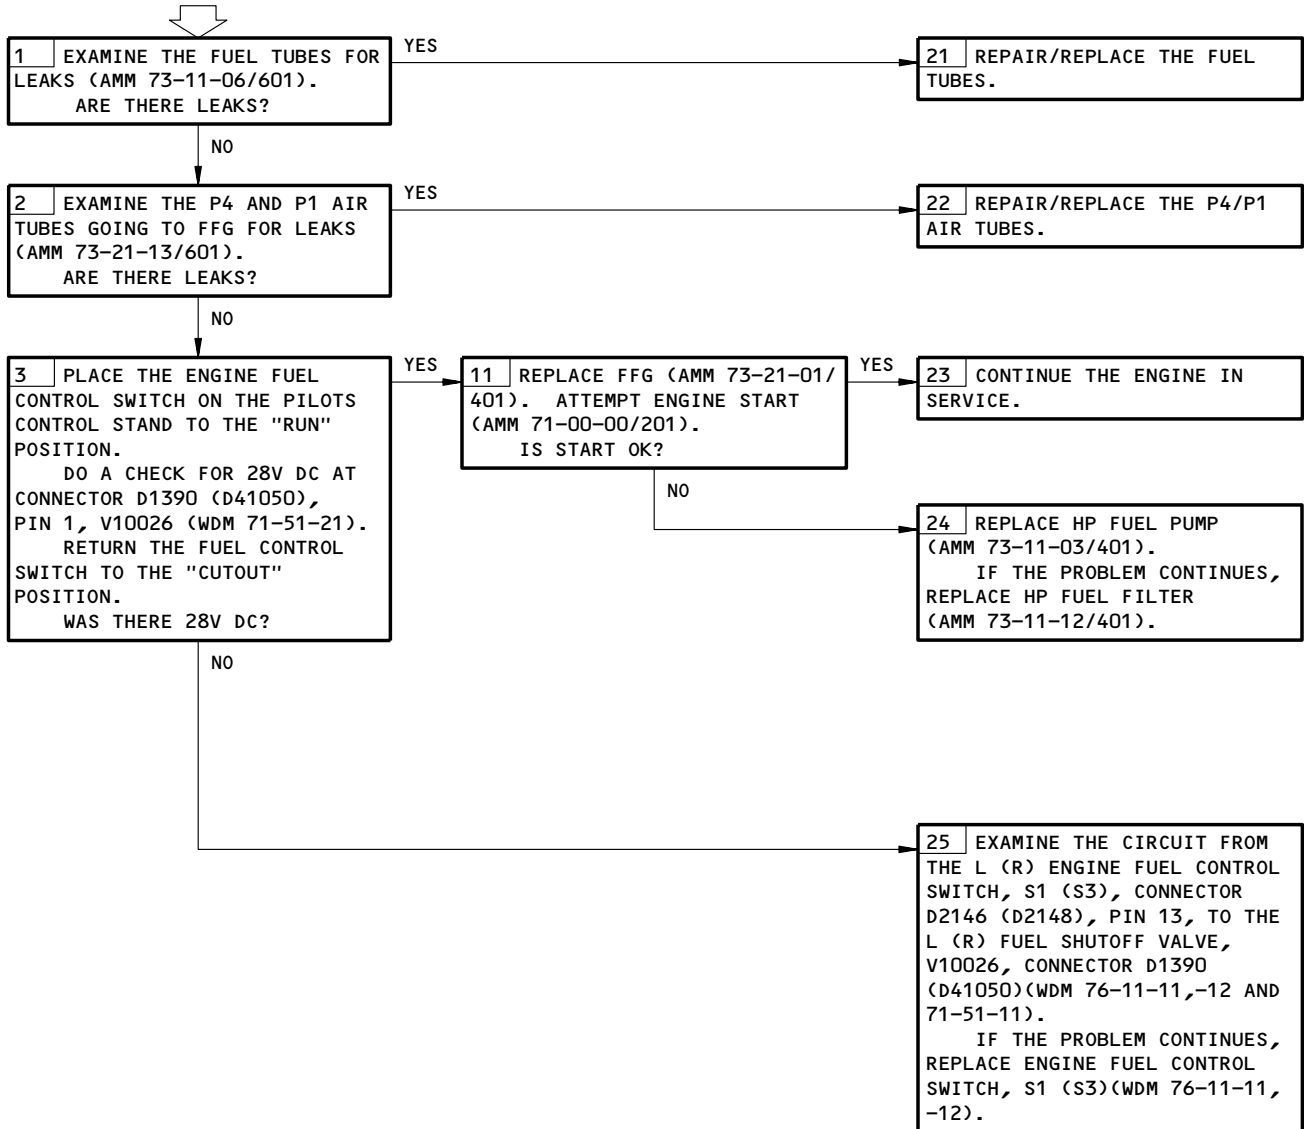 1 EXAMINE THE FUEL TUBES FOR
LEAKS (AMM 73-11-06/601).
ARE THERE LEAKS?
YES
NO
21 REPAIR/REPLACE THE FUEL
TUBES.
2 EXAMINE THE P4 AND P1 AIR
TUBES GOING TO FFG FOR LEAKS
(AMM 73-21-13/601).
ARE THERE LEAKS?
YES
NO
22 REPAIR/REPLACE THE P4/P1
AIR TUBES.
3 PLACE THE ENGINE FUEL
CONTROL SWITCH ON THE PILOTS
CONTROL STAND TO THE "RUN"
POSITION.
DO A CHECK FOR 28V DC AT
CONNECTOR D1390 (D41050),
PIN 1, V10026 (WDM 71-51-21).
RETURN THE FUEL CONTROL
SWITCH TO THE "CUTOUT"
POSITION.
WAS THERE 28V DC?
YES
NO
11 REPLACE FFG (AMM 73-21-01/
401). ATTEMPT ENGINE START
(AMM 71-00-00/201).
IS START OK?
YES
NO
23 CONTINUE THE ENGINE IN
SERVICE.
24 REPLACE HP FUEL PUMP
(AMM 73-11-03/401).
IF THE PROBLEM CONTINUES,
REPLACE HP FUEL FILTER
(AMM 73-11-12/401).
25 EXAMINE THE CIRCUIT FROM
THE L (R) ENGINE FUEL CONTROL
SWITCH, S1 (S3), CONNECTOR
D2146 (D2148), PIN 13, TO THE
L (R) FUEL SHUTOFF VALVE,
V10026, CONNECTOR D1390
(D41050)(WDM 76-11-11,-12 AND
71-51-11).
IF THE PROBLEM CONTINUES,
REPLACE ENGINE FUEL CONTROL
SWITCH, S1 (S3)(WDM 76-11-11,
-12).